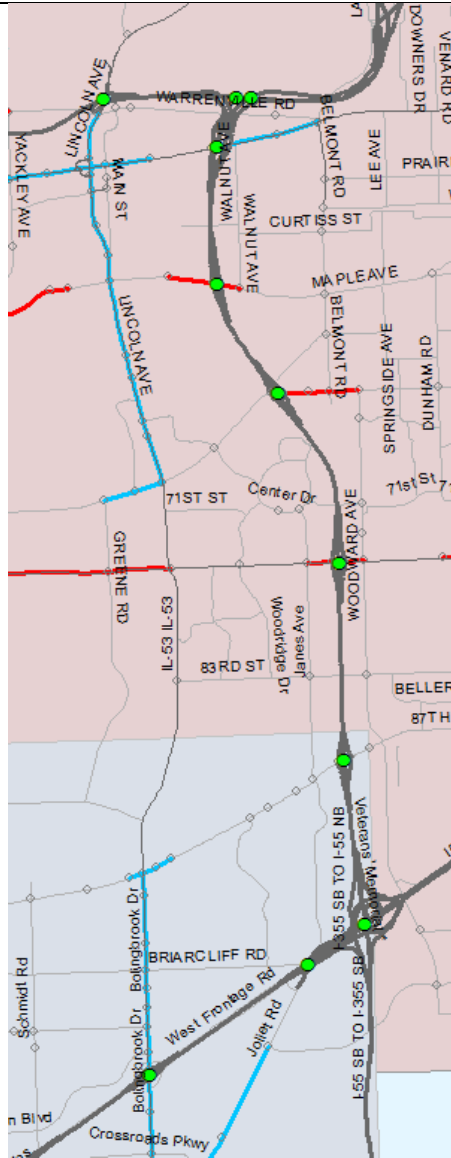 DOWNERS DR
VENARD RD
LINCOLN AVE
WARRENVILLE RD
YACKLEY AVE
MAIN ST
WALNUT AVE
WALNUT AVE
BELMONT RD
LEE AVE
PRAIRI
CURTISS ST
MAPLE AVE
LINCOLN AVE
BELMONT RD
SPRINGSIDE AVE
DUNHAM RD
71ST ST
Center Dr
71st St
GREENE RD
WOODWARD AVE
IL-53 IL-53
Woodridge Dr
Janes Ave
83RD ST
BELLER
87TH
I-355 SB TO I-55 NB
Veterans' Memorial
Schmidt Rd
Bolingbrook Dr
BRIARCLIFF RD
West Frontage Rd
Joliet Rd
I-55 SB TO I-355 SB
Bolingbrook Dr
n Blvd
Crossroads Pkwy